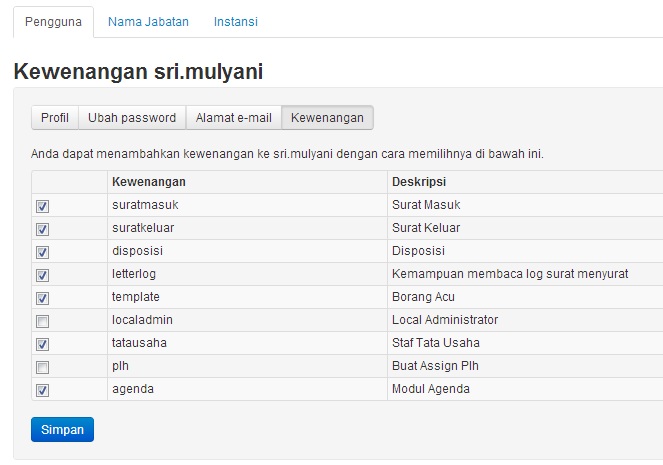 Pengguna Nama Jabatan Instansi
Kewenangan sri.mulyani
Profil Ubah password Alamat e-mail Kewenangan
Anda dapat menambahkan kewenangan ke sri.mulyani dengan cara memilihnya di bawah ini.
Kewenangan Deskripsi
suratmasuk Surat Masuk
suratkeluar Surat Keluar
disposisi Disposisi
letterlog Kemampuan membaca log surat menyurat
template Borang Acu
localadmin Local Administrator
tatausaha Staf Tata Usaha
plh Buat Assign Plh
agenda Modul Agenda
Simpan